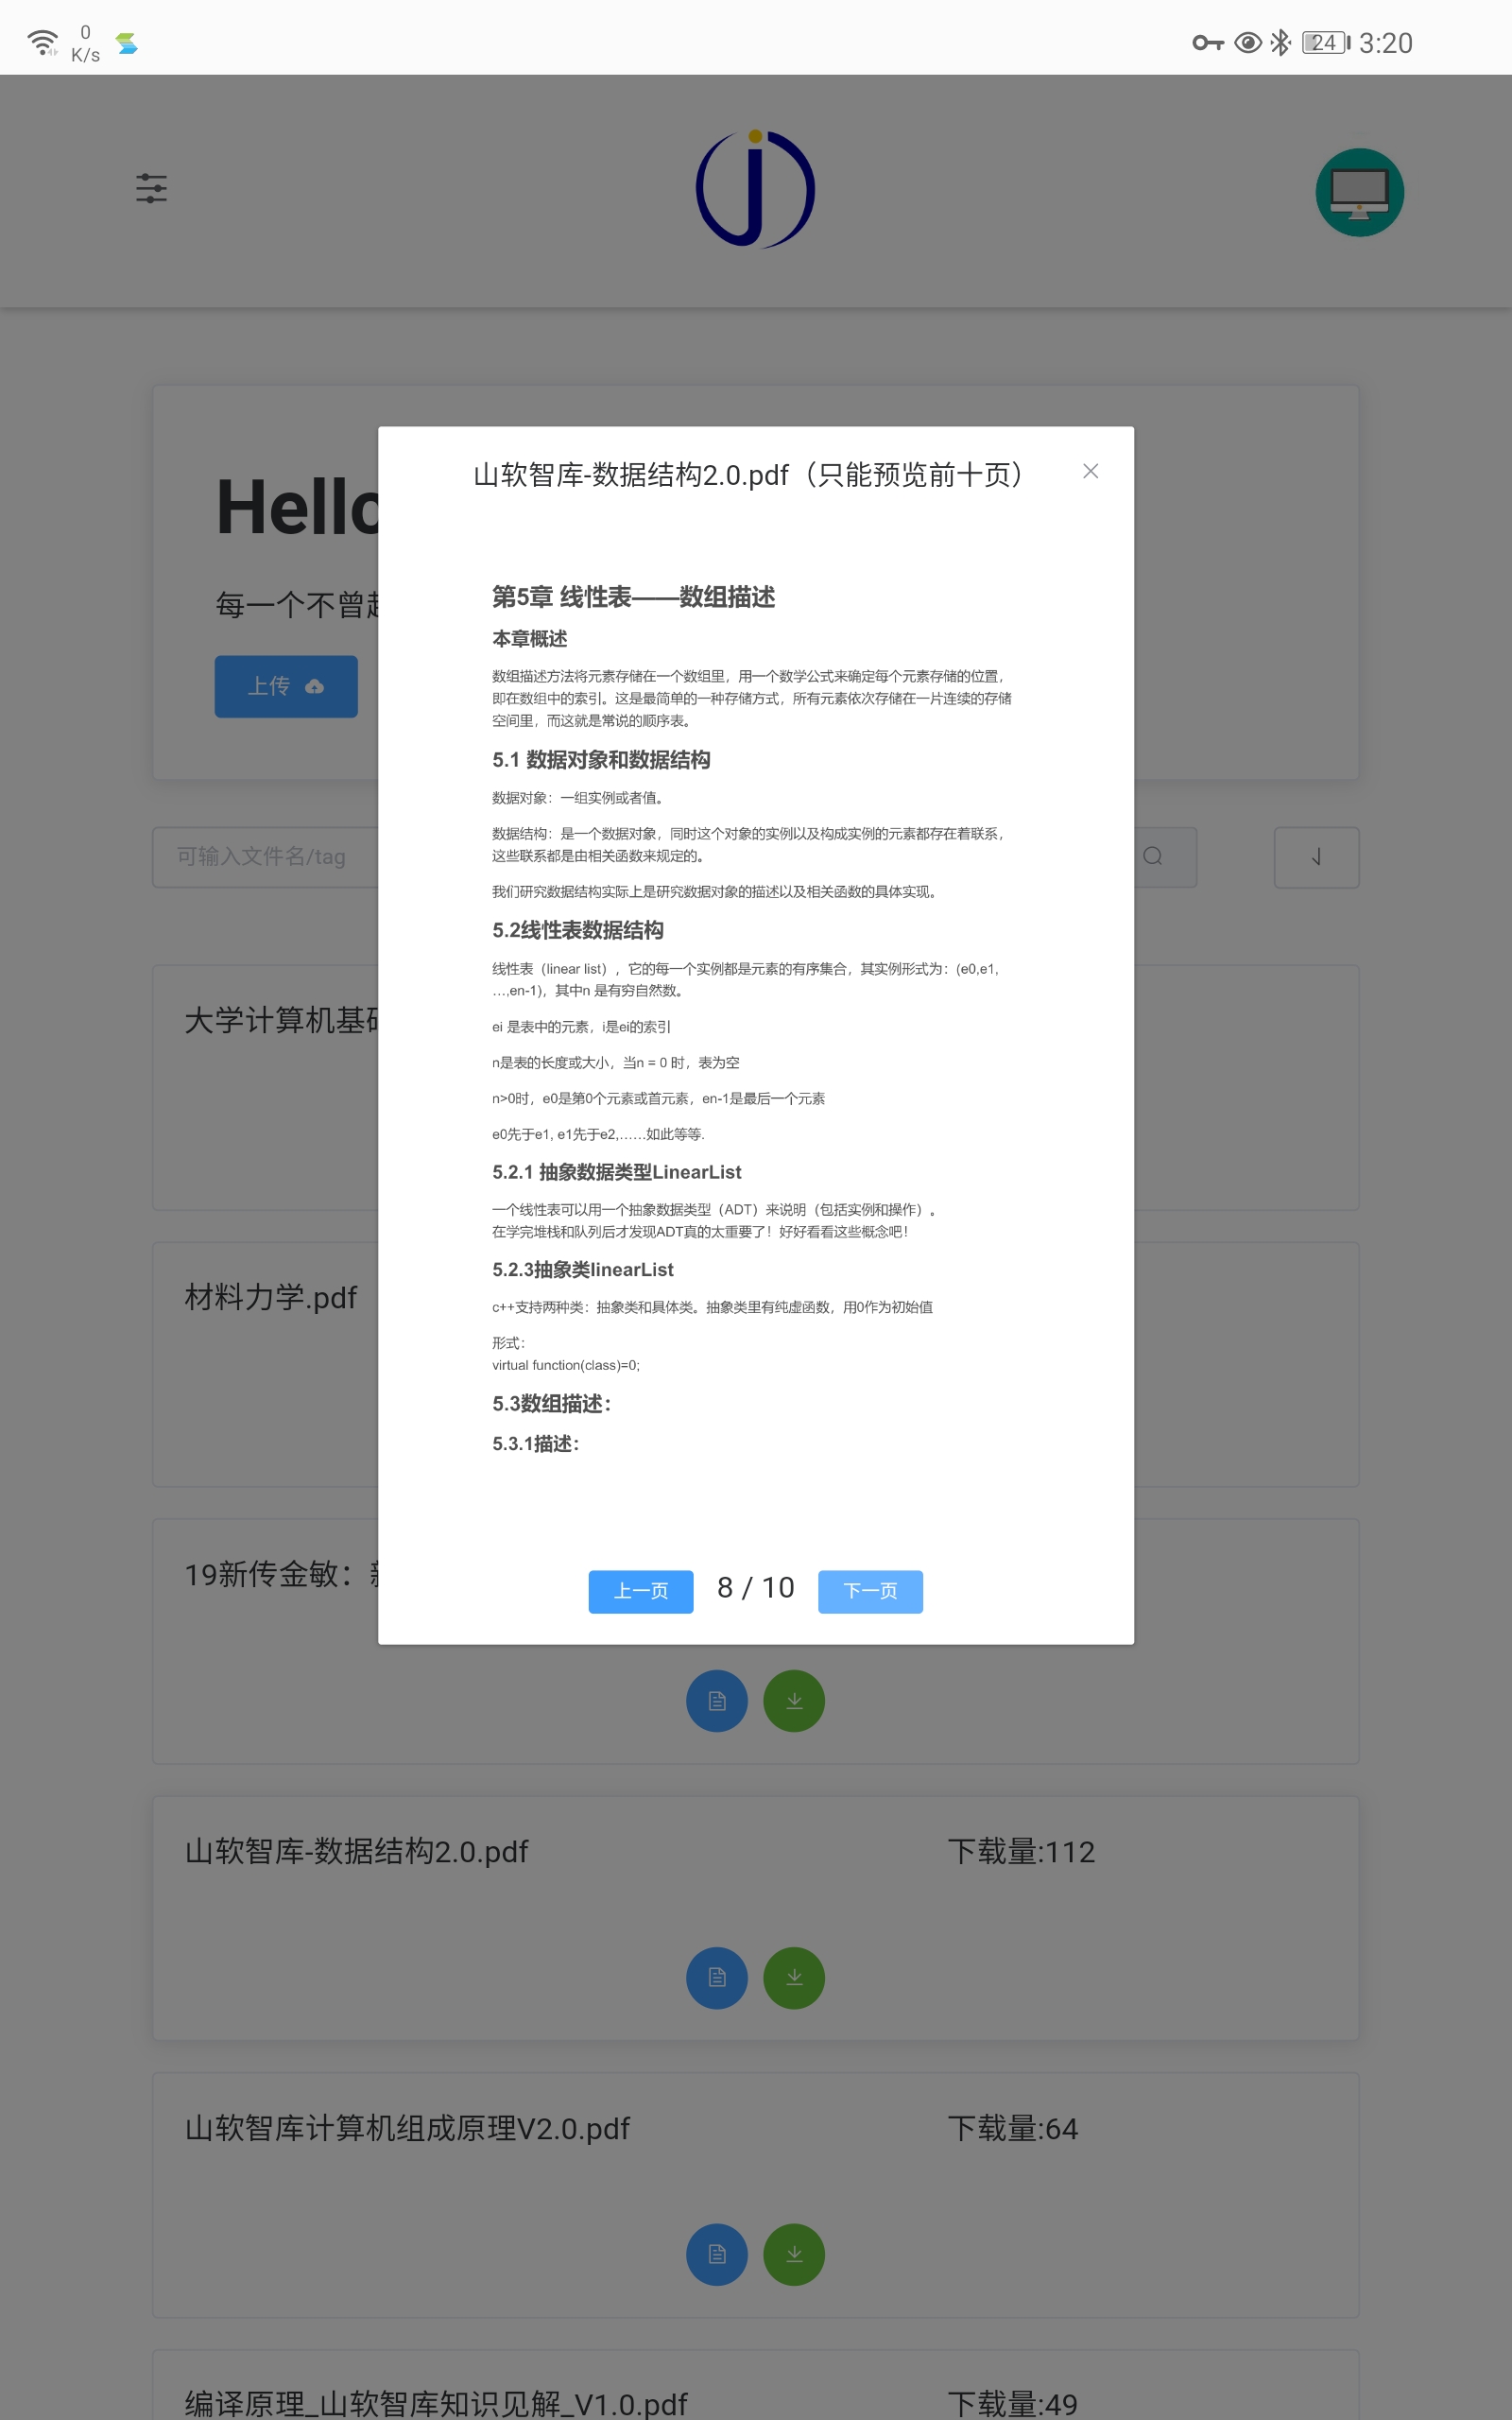 0
K/s
24
3:20
山软智库-数据结构2.0.pdf（只能预览前十页）
Hello
每一个不曾
上传
第5章 线性表——数组描述
本章概述
数组描述方法将元素存储在一个数组里，用一个数学公式来确定每个元素存储的位置，
即在数组中的索引。这是最简单的一种存储方式，所有元素依次存储在一片连续的存储
空间里，而这就是常说的顺序表。
5.1 数据对象和数据结构
数据对象：一组实例或者值。
数据结构：是一个数据对象，同时这个对象的实例以及构成实例的元素都存在着联系，
这些联系都是由相关函数来规定的。
我们研究数据结构实际上是研究数据对象的描述以及相关函数的具体实现。
5.2线性表数据结构
线性表（linear list），它的每一个实例都是元素的有序集合，其实例形式为：(e0,e1,
…,en-1)，其中n 是有穷自然数。
ei 是表中的元素，i是ei的索引
n是表的长度或大小，当n = 0 时，表为空
n>0时，e0是第0个元素或首元素，en-1是最后一个元素
e0先于e1, e1先于e2,……如此等等.
5.2.1 抽象数据类型LinearList
一个线性表可以用一个抽象数据类型（ADT）来说明（包括实例和操作）。
在学完堆栈和队列后才发现ADT真的太重要了！好好看看这些概念吧！
5.2.3抽象类linearList
c++支持两种类：抽象类和具体类。抽象类里有纯虚函数，用0作为初始值
形式：
virtual function(class)=0;
5.3数组描述：
5.3.1描述：
上一页 8 / 10 下一页
可输入文件名/tag
大学计算机基
材料力学.pdf
19新传金敏：
山软智库-数据结构2.0.pdf 下载量:112
山软智库计算机组成原理V2.0.pdf 下载量:64
编译原理_山软智库知识见解_V1.0.pdf 下载量:49